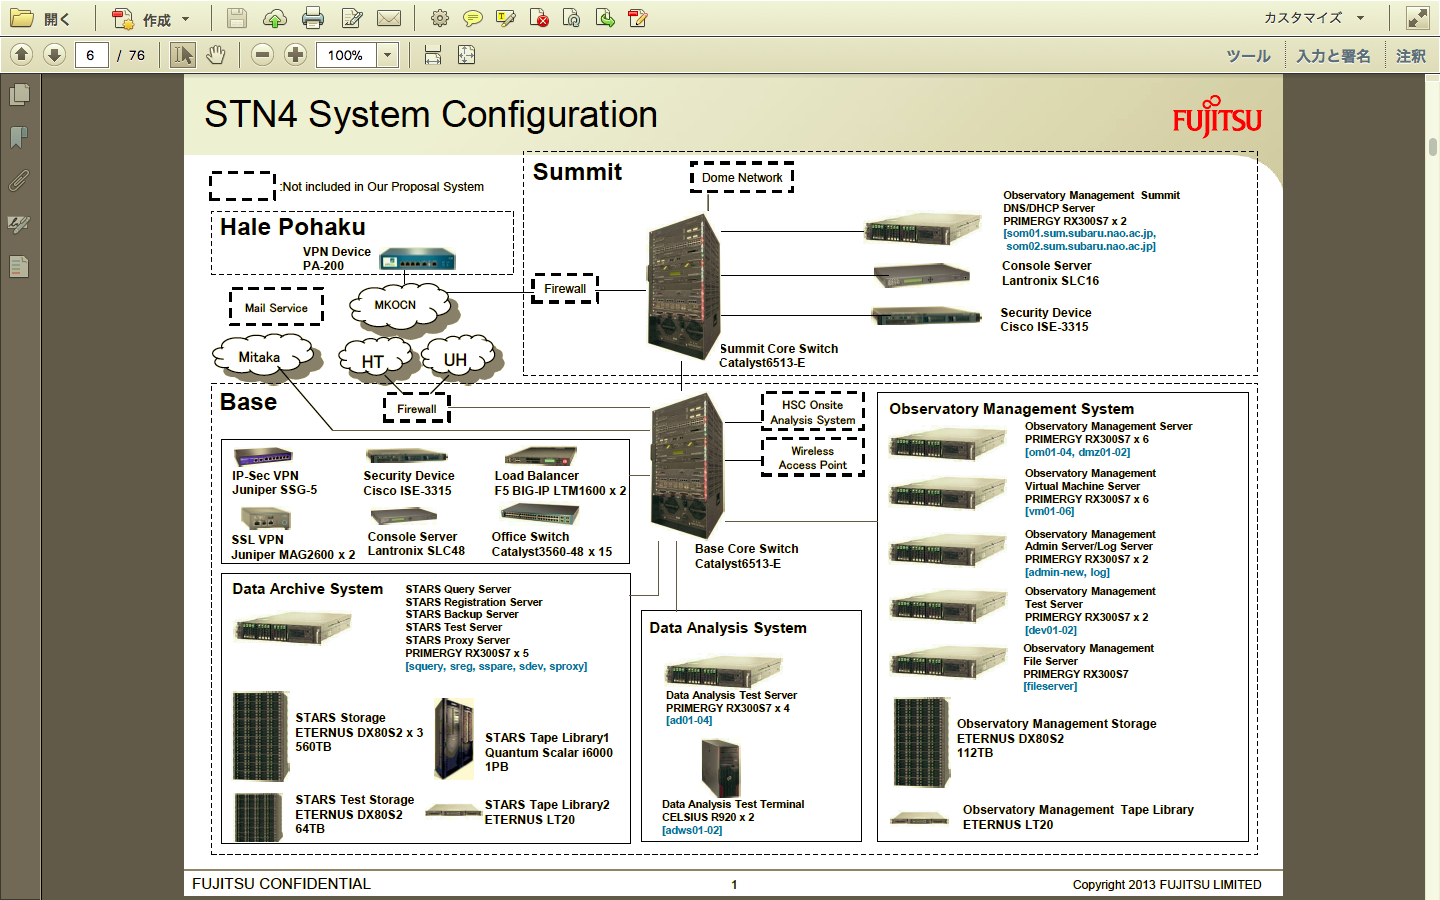 開く
作成
カスタマイズ
6 / 76
100%
ツール
入力と署名
注釈
STN4 System Configuration
FUJITSU
:Not included in Our Proposal System
Hale Pohaku
VPN Device
PA-200
Mail Service
MKOCN
Mitaka
HT
UH
Firewall
Summit
Dome Network
Firewall
Summit Core Switch
Catalyst6513-E
Observatory Management Summit
DNS/DHCP Server
PRIMERGY RX300S7 x 2
[som01.sum.subaru.nao.ac.jp,
som02.sum.subaru.nao.ac.jp]
Console Server
Lantronix SLC16
Security Device
Cisco ISE-3315
Base
IP-Sec VPN
Juniper SSG-5
Security Device
Cisco ISE-3315
Load Balancer
F5 BIG-IP LTM1600 x 2
SSL VPN
Juniper MAG2600 x 2
Console Server
Lantronix SLC48
Office Switch
Catalyst3560-48 x 15
HSC Onsite
Analysis System
Wireless
Access Point
Base Core Switch
Catalyst6513-E
Data Archive System
STARS Query Server
STARS Registration Server
STARS Backup Server
STARS Test Server
STARS Proxy Server
PRIMERGY RX300S7 x 5
[squery, sreg, sspare, sdev, sproxy]
STARS Storage
ETERNUS DX80S2 x 3
560TB
STARS Tape Library1
Quantum Scalar i6000
1PB
STARS Test Storage
ETERNUS DX80S2
64TB
STARS Tape Library2
ETERNUS LT20
Data Analysis System
Data Analysis Test Server
PRIMERGY RX300S7 x 4
[ad01-04]
Data Analysis Test Terminal
CELSIUS R920 x 2
[adws01-02]
Observatory Management System
Observatory Management Server
PRIMERGY RX300S7 x 6
[om01-04, dmz01-02]
Observatory Management
Virtual Machine Server
PRIMERGY RX300S7 x 6
[vm01-06]
Observatory Management
Admin Server/Log Server
PRIMERGY RX300S7 x 2
[admin-new, log]
Observatory Management
Test Server
PRIMERGY RX300S7 x 2
[dev01-02]
Observatory Management
File Server
PRIMERGY RX300S7
[fileserver]
Observatory Management Storage
ETERNUS DX80S2
112TB
Observatory Management Tape Library
ETERNUS LT20
FUJITSU CONFIDENTIAL
1
Copyright 2013 FUJITSU LIMITED